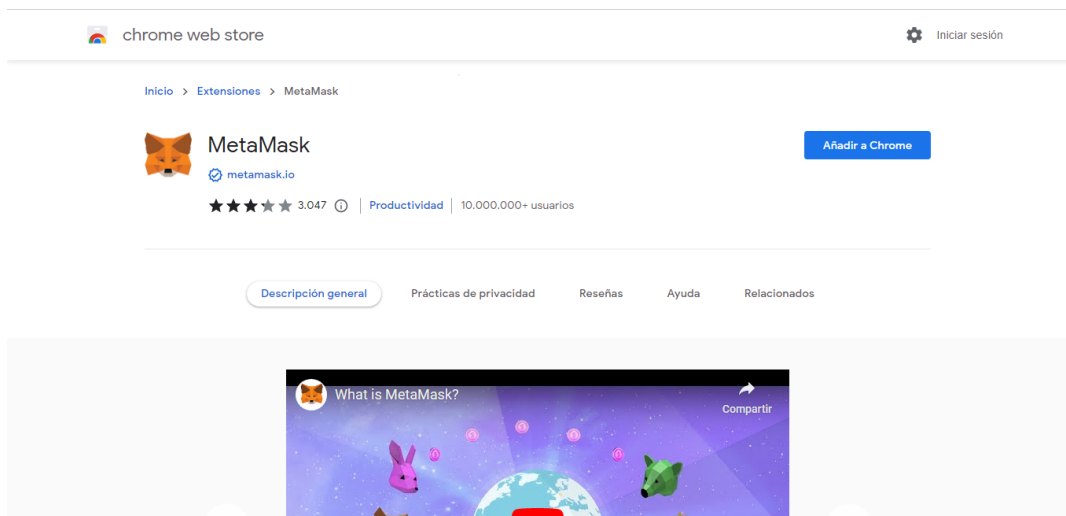 chrome web store
Iniciar sesión
Inicio > Extensiones > MetaMask
MetaMask
Añadir a Chrome
metamask.io
3.047 | Productividad | 10.000.000+ usuarios
Descripción general Prácticas de privacidad Reseñas Ayuda Relacionados
What is MetaMask?
Compartir